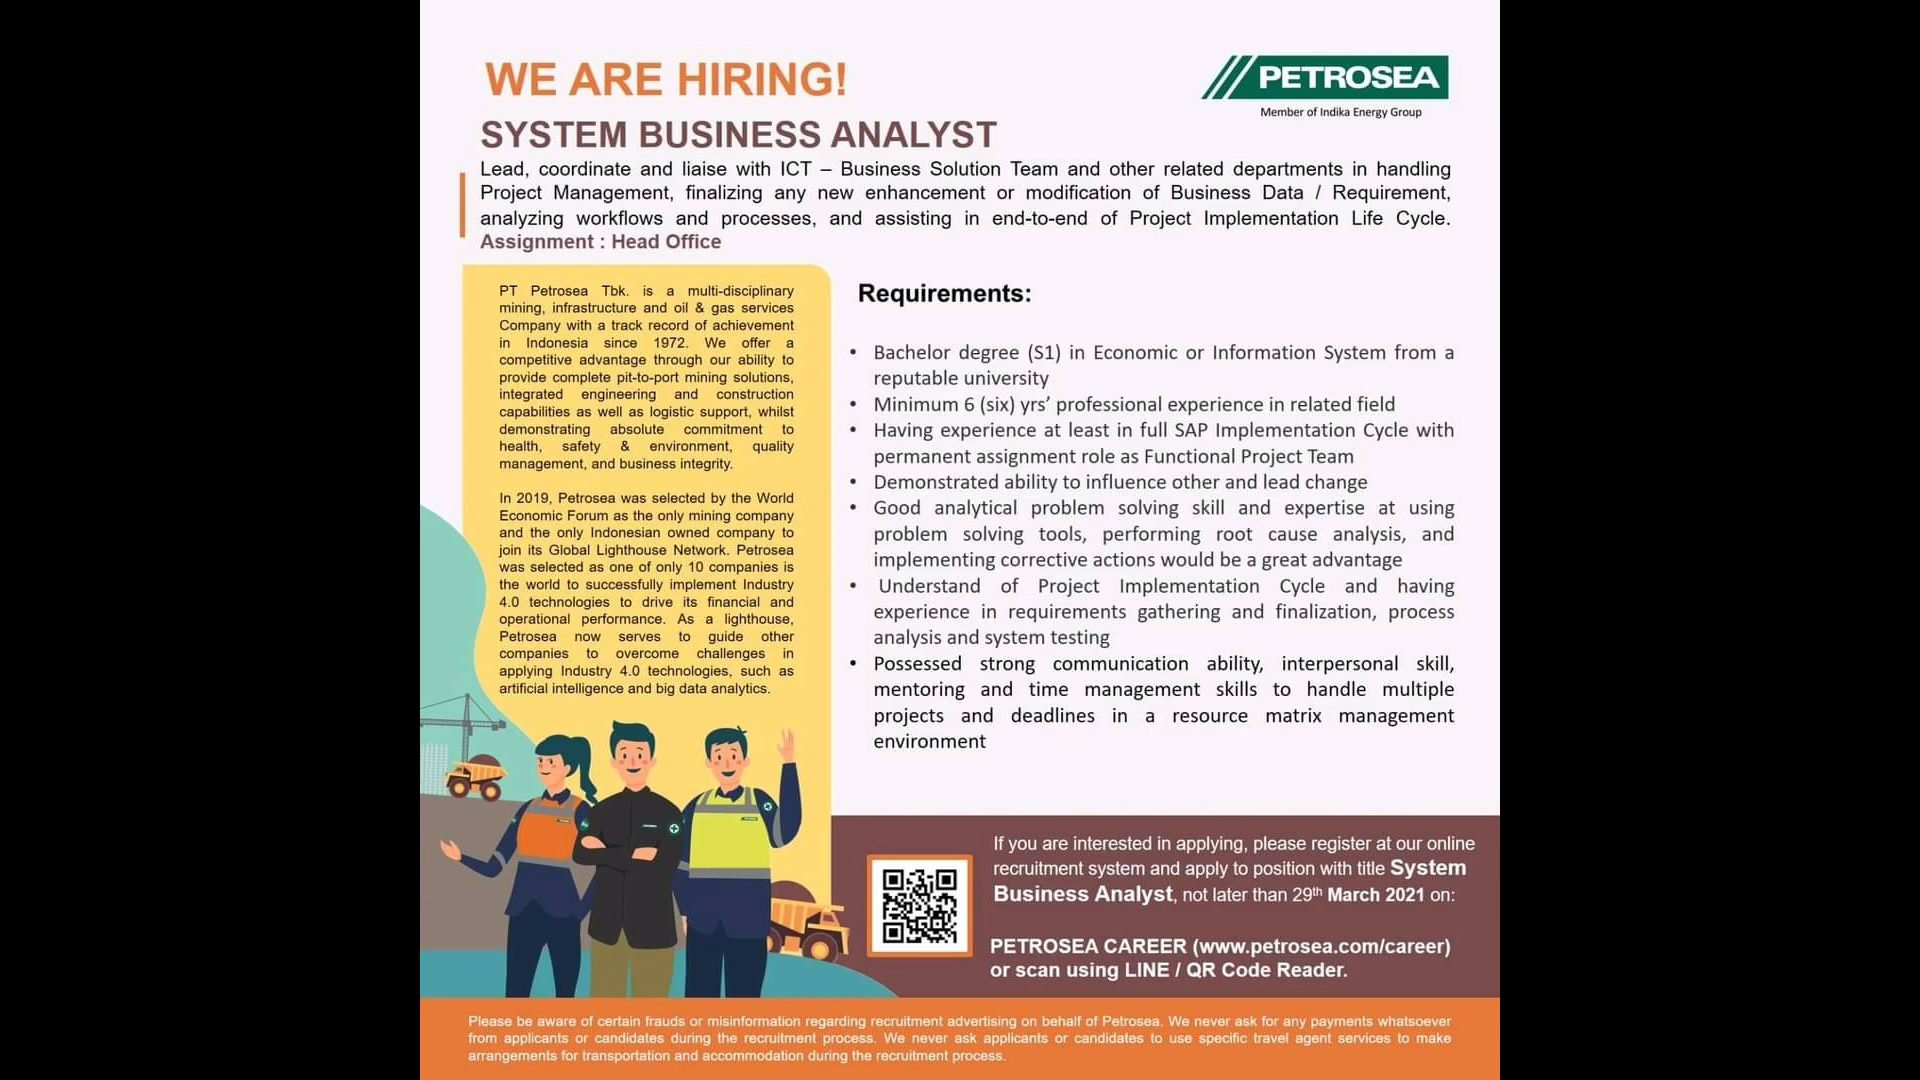 WE ARE HIRING!
PETROSEA
Member of Indika Energy Group
SYSTEM BUSINESS ANALYST
Lead, coordinate and liaise with ICT – Business Solution Team and other related departments in handling
Project Management, finalizing any new enhancement or modification of Business Data / Requirement,
analyzing workflows and processes, and assisting in end-to-end of Project Implementation Life Cycle.
Assignment : Head Office
PT Petrosea Tbk. is a multi-disciplinary
mining, infrastructure and oil & gas services
Company with a track record of achievement
in Indonesia since 1972. We offer a
competitive advantage through our ability to
provide complete pit-to-port mining solutions,
integrated engineering and construction
capabilities as well as logistic support, whilst
demonstrating absolute commitment to
health, safety & environment, quality
management, and business integrity.
In 2019, Petrosea was selected by the World
Economic Forum as the only mining company
and the only Indonesian owned company to
join its Global Lighthouse Network. Petrosea
was selected as one of only 10 companies is
the world to successfully implement Industry
4.0 technologies to drive its financial and
operational performance. As a lighthouse,
Petrosea now serves to guide other
companies to overcome challenges in
applying Industry 4.0 technologies, such as
artificial intelligence and big data analytics.
Requirements:
• Bachelor degree (S1) in Economic or Information System from a
reputable university
• Minimum 6 (six) yrs’ professional experience in related field
• Having experience at least in full SAP Implementation Cycle with
permanent assignment role as Functional Project Team
• Demonstrated ability to influence other and lead change
• Good analytical problem solving skill and expertise at using
problem solving tools, performing root cause analysis, and
implementing corrective actions would be a great advantage
• Understand of Project Implementation Cycle and having
experience in requirements gathering and finalization, process
analysis and system testing
• Possessed strong communication ability, interpersonal skill,
mentoring and time management skills to handle multiple
projects and deadlines in a resource matrix management
environment
If you are interested in applying, please register at our online
recruitment system and apply to position with title System
Business Analyst, not later than 29th March 2021 on:
PETROSEA CAREER (www.petrosea.com/career)
or scan using LINE / QR Code Reader.
Please be aware of certain frauds or misinformation regarding recruitment advertising on behalf of Petrosea. We never ask for any payments whatsoever
from applicants or candidates during the recruitment process. We never ask applicants or candidates to use specific travel agent services to make
arrangements for transportation and accommodation during the recruitment process.